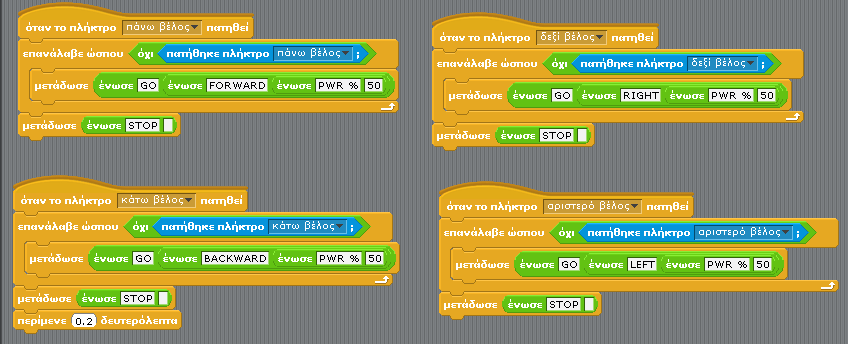 όταν το πλήκτρο πάνω βέλος πατηθεί
επανάλαβε ώσπου όχι πατήθηκε πλήκτρο πάνω βέλος ;
μετάδωσε ένωσε GO ένωσε FORWARD ένωσε PWR % 50
μετάδωσε ένωσε STOP
όταν το πλήκτρο δεξί βέλος πατηθεί
επανάλαβε ώσπου όχι πατήθηκε πλήκτρο δεξί βέλος ;
μετάδωσε ένωσε GO ένωσε RIGHT ένωσε PWR % 50
μετάδωσε ένωσε STOP
όταν το πλήκτρο κάτω βέλος πατηθεί
επανάλαβε ώσπου όχι πατήθηκε πλήκτρο κάτω βέλος ;
μετάδωσε ένωσε GO ένωσε BACKWARD ένωσε PWR % 50
μετάδωσε ένωσε STOP
περίμενε 0.2 δευτερόλεπτα
όταν το πλήκτρο αριστερό βέλος πατηθεί
επανάλαβε ώσπου όχι πατήθηκε πλήκτρο αριστερό βέλος ;
μετάδωσε ένωσε GO ένωσε LEFT ένωσε PWR % 50
μετάδωσε ένωσε STOP